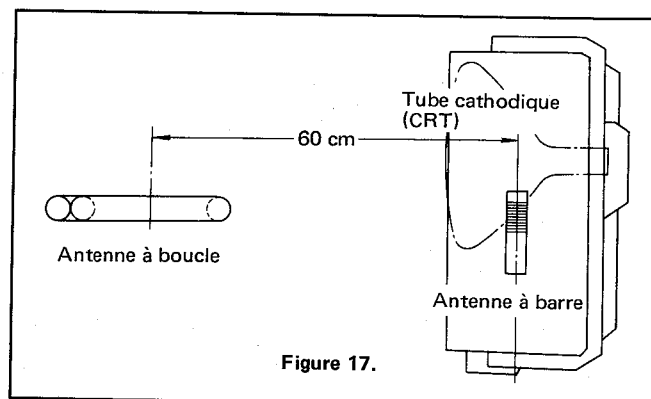 Tube cathodique
(CRT)
60 cm
Antenne à boucle
Antenne à barre
Figure 17.